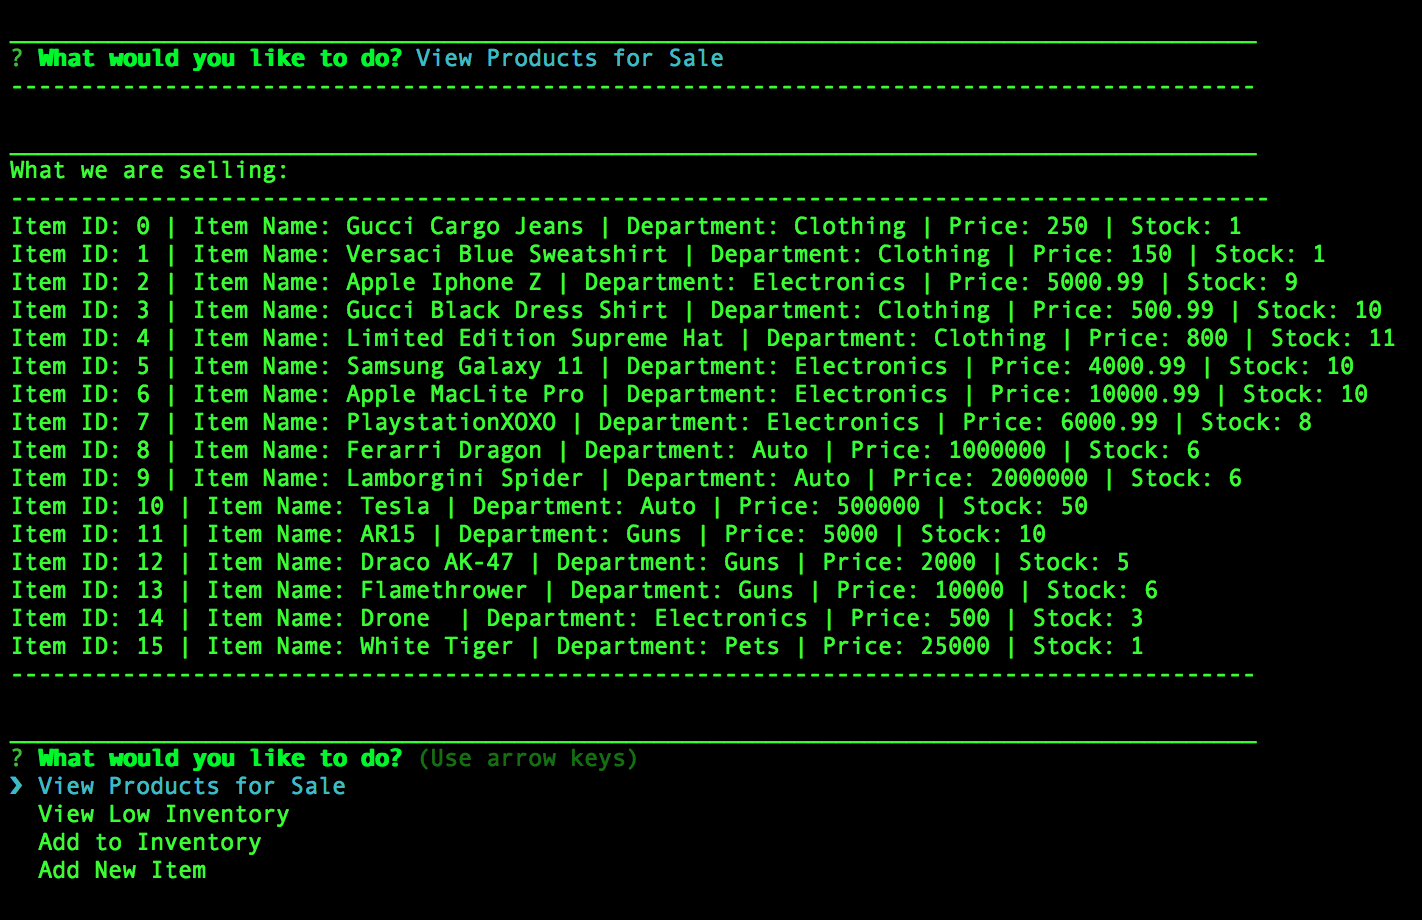 ? What would you like to do? View Products for Sale
-----------------------------------------------------------------------------------------
What we are selling:
------------------------------------------------------------------------------------------
Item ID: 0 | Item Name: Gucci Cargo Jeans | Department: Clothing | Price: 250 | Stock: 1
Item ID: 1 | Item Name: Versaci Blue Sweatshirt | Department: Clothing | Price: 150 | Stock: 1
Item ID: 2 | Item Name: Apple Iphone Z | Department: Electronics | Price: 5000.99 | Stock: 9
Item ID: 3 | Item Name: Gucci Black Dress Shirt | Department: Clothing | Price: 500.99 | Stock: 10
Item ID: 4 | Item Name: Limited Edition Supreme Hat | Department: Clothing | Price: 800 | Stock: 11
Item ID: 5 | Item Name: Samsung Galaxy 11 | Department: Electronics | Price: 4000.99 | Stock: 10
Item ID: 6 | Item Name: Apple MacLite Pro | Department: Electronics | Price: 10000.99 | Stock: 10
Item ID: 7 | Item Name: PlaystationXOXO | Department: Electronics | Price: 6000.99 | Stock: 8
Item ID: 8 | Item Name: Ferarri Dragon | Department: Auto | Price: 1000000 | Stock: 6
Item ID: 9 | Item Name: Lamborgini Spider | Department: Auto | Price: 2000000 | Stock: 6
Item ID: 10 | Item Name: Tesla | Department: Auto | Price: 500000 | Stock: 50
Item ID: 11 | Item Name: AR15 | Department: Guns | Price: 5000 | Stock: 10
Item ID: 12 | Item Name: Draco AK-47 | Department: Guns | Price: 2000 | Stock: 5
Item ID: 13 | Item Name: Flamethrower | Department: Guns | Price: 10000 | Stock: 6
Item ID: 14 | Item Name: Drone  | Department: Electronics | Price: 500 | Stock: 3
Item ID: 15 | Item Name: White Tiger | Department: Pets | Price: 25000 | Stock: 1
-----------------------------------------------------------------------------------------
? What would you like to do? (Use arrow keys)
❯ View Products for Sale
View Low Inventory
Add to Inventory
Add New Item